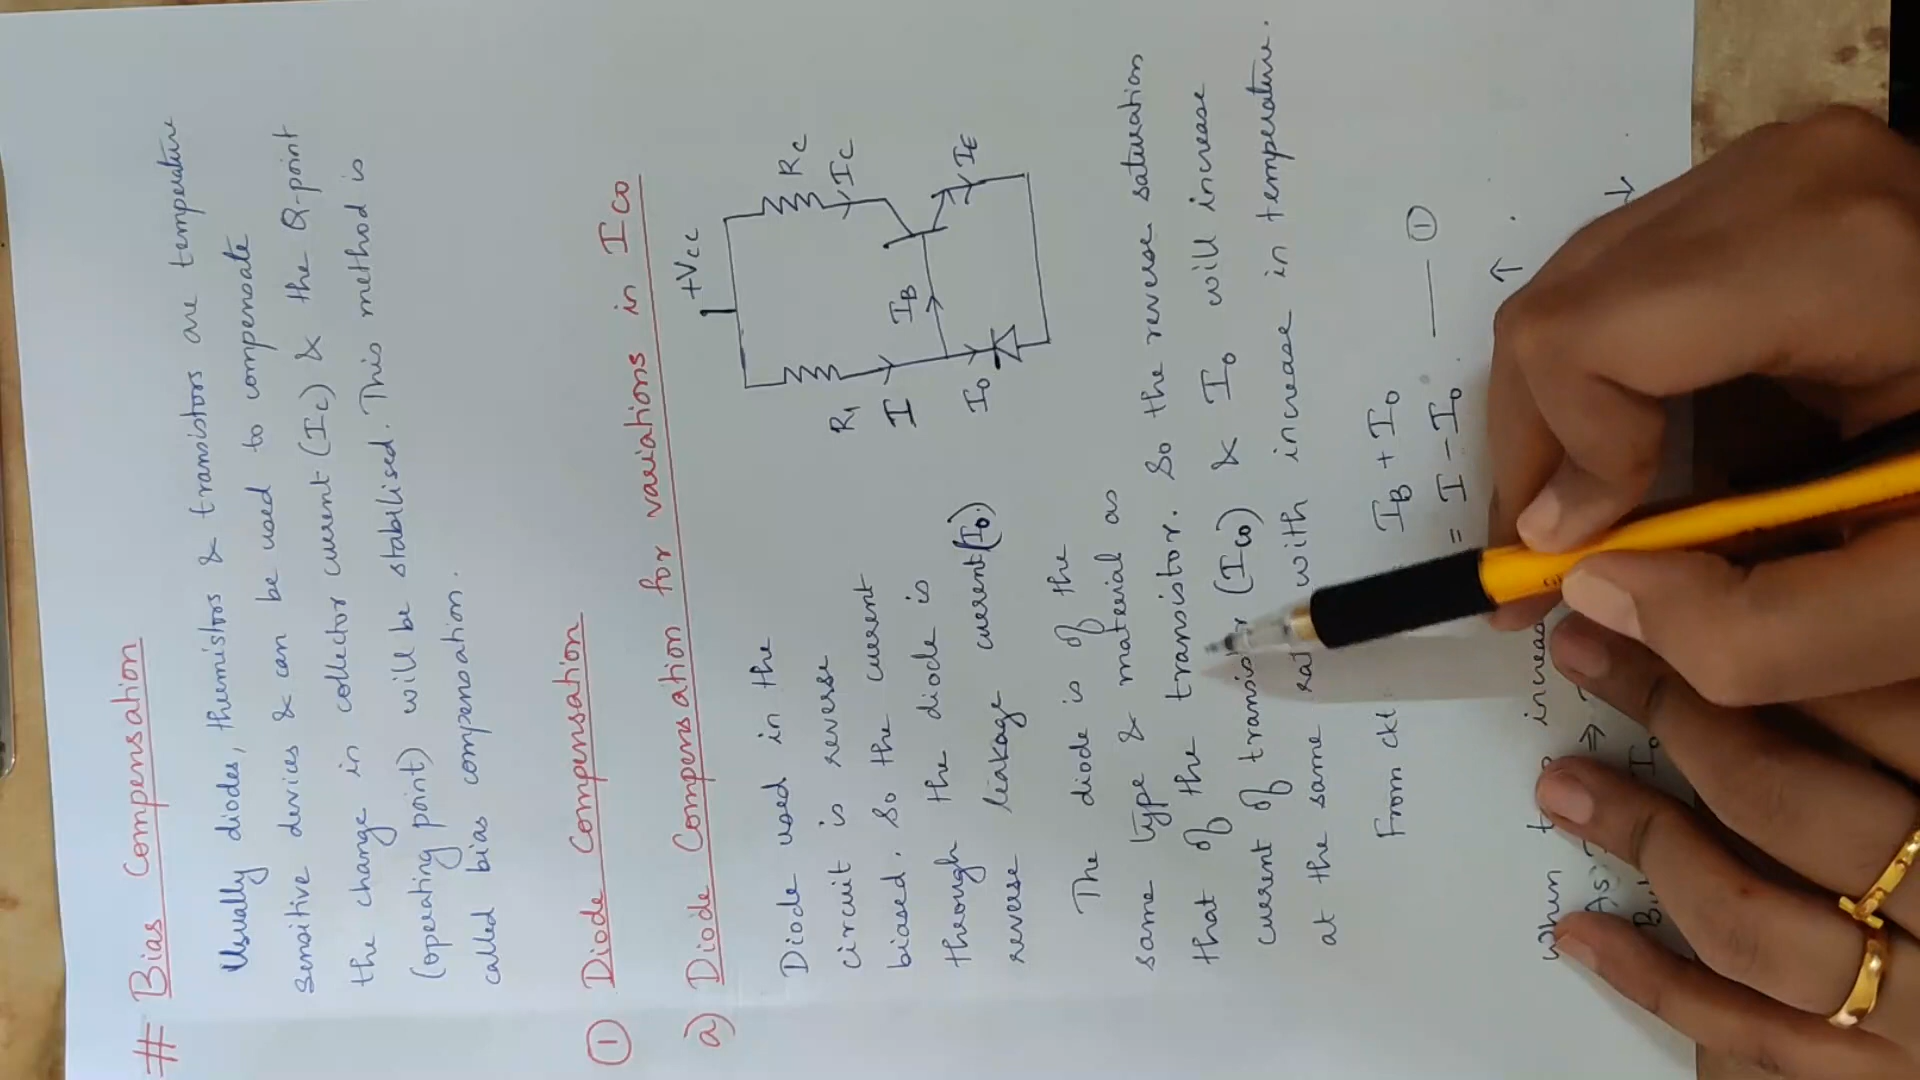 # Bias Compensation
Usually diodes, themistors & transistors are temperature
sensitive devices & can be used to compensate
the change in collector current (IC) & the Q-point
(operating point) will be stabilised. This method is
called bias compensation.
① Diode Compensation
a) Diode Compensation for variations in ICO
+VCC
RC
IC
R1
I
IB
IE
IO
Diode used in the
circuit is reverse
biased. So the current
through the diode is
reverse leakage current (IO).
The diode is of the
same type & material as
that of the transistor. So the reverse saturation
current of (ICO) & IO will increase
at the same with increase in temperature.
From ckt IB + IO
= I - IO. —— ①
When
As ⇒ ↑
IO ↓